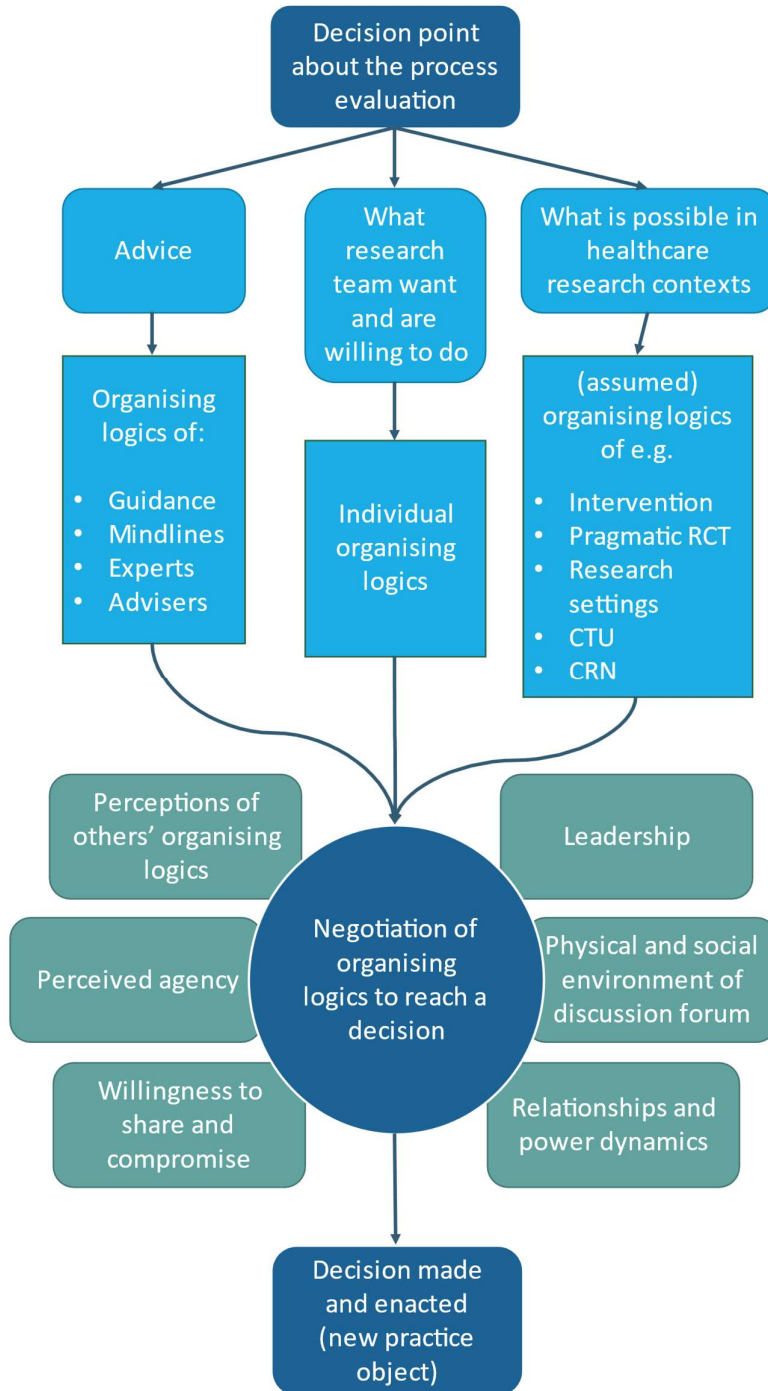 Decision point
about the process
evaluation
Advice
What
research
team want
and are
willing to do
What is possible in
healthcare
research contexts
Organising
logics of:
• Guidance
• Mindlines
• Experts
• Advisers
Individual
organising
logics
(assumed)
organising logics
of e.g.
• Intervention
• Pragmatic RCT
• Research
settings
• CTU
• CRN
Perceptions of
others’ organising
logics
Leadership
Perceived agency
Negotiation of
organising
logics to reach a
decision
Physical and social
environment of
discussion forum
Willingness to
share and
compromise
Relationships and
power dynamics
Decision made
and enacted
(new practice
object)